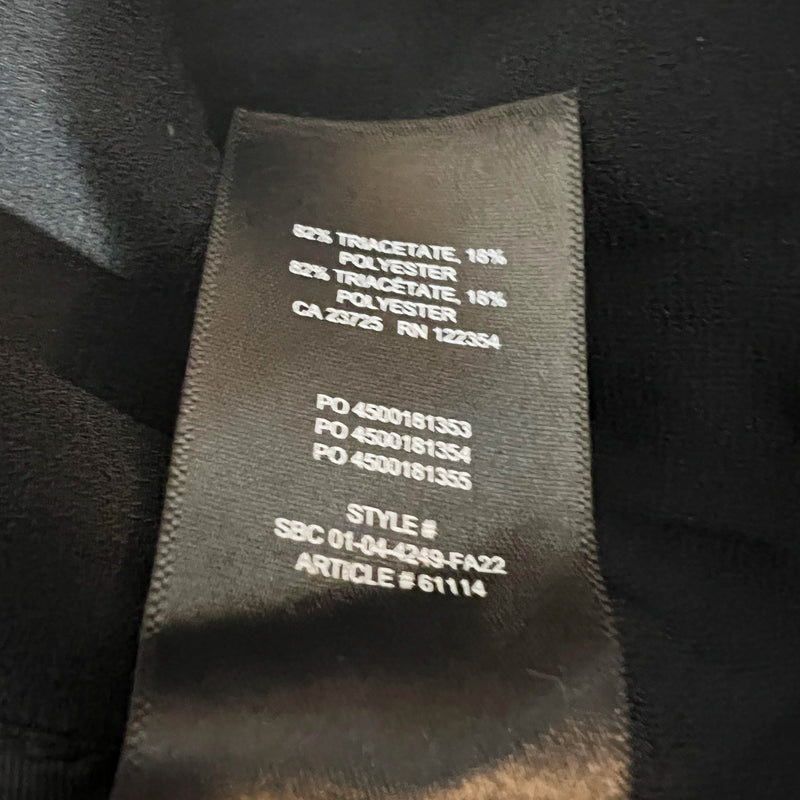 82% TRIACETATE, 18%
POLYESTER
82% TRIACÉTATE, 18%
POLYESTER
CA 23725 RN 122354
PO 4500181353
PO 4500181354
PO 4500181355
STYLE #
SBC 01-04-4249-FA22
ARTICLE # 61114